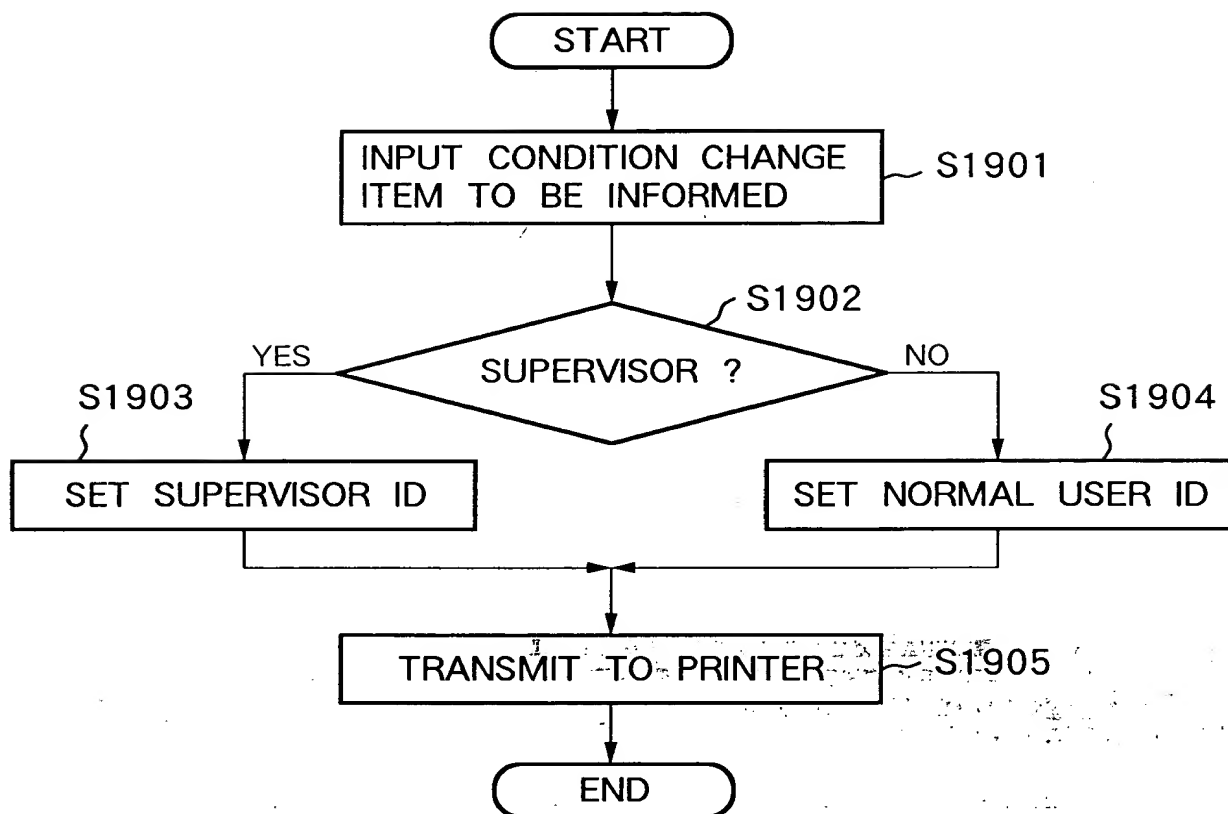 START
INPUT CONDITION CHANGE
ITEM TO BE INFORMED
S1901
S1902
SUPERVISOR ?
YES
NO
S1903
S1904
SET SUPERVISOR ID
SET NORMAL USER ID
TRANSMIT TO PRINTER
S1905
END